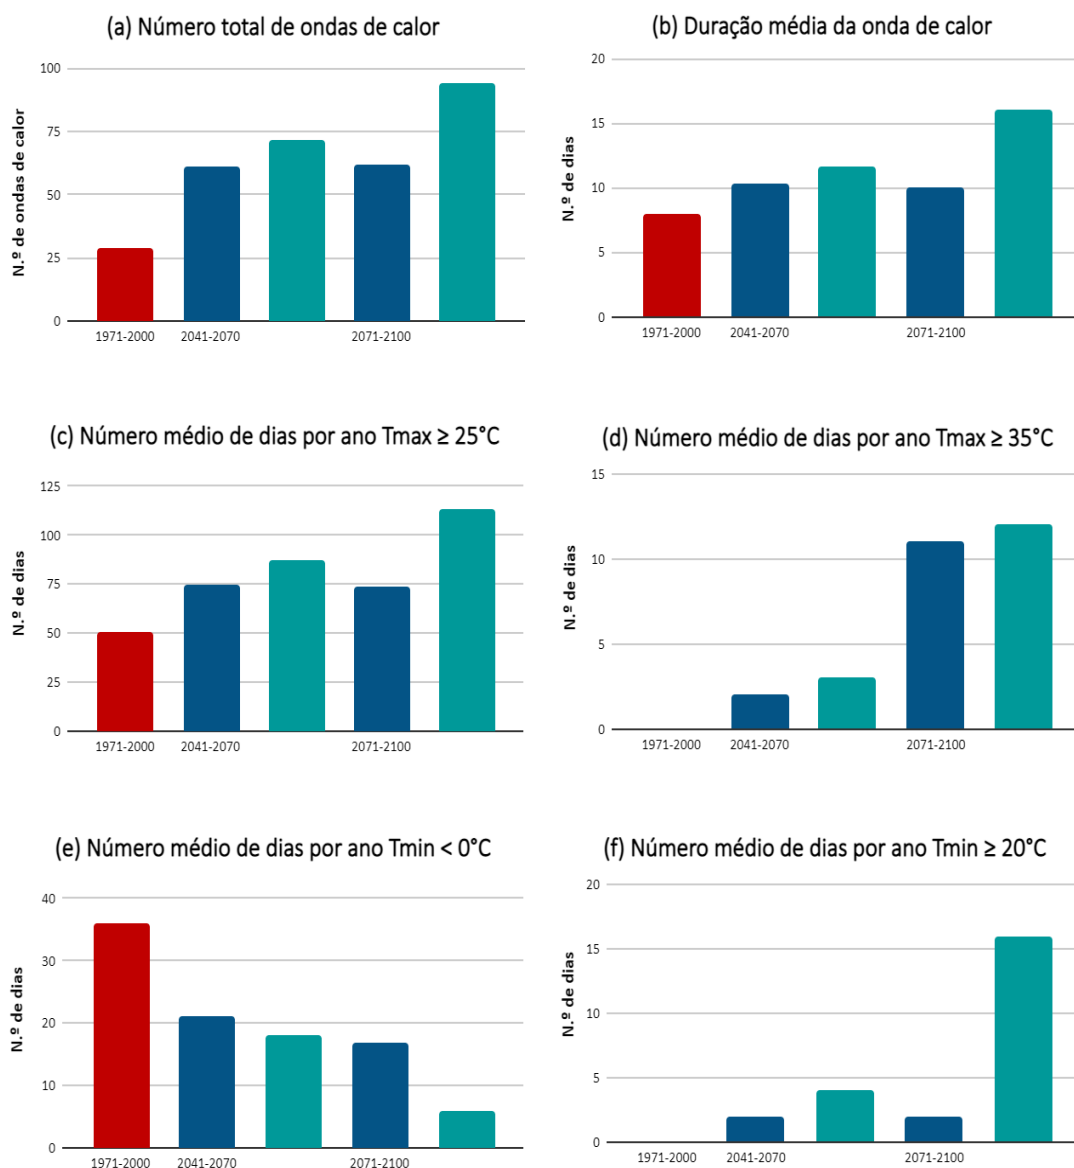 (a) Número total de ondas de calor
N.º de ondas de calor
100
75
50
25
0
1971-2000 2041-2070 2071-2100
(b) Duração média da onda de calor
N.º de dias
20
15
10
5
0
1971-2000 2041-2070 2071-2100
(c) Número médio de dias por ano Tmax ≥ 25°C
N.º de dias
125
100
75
50
25
0
1971-2000 2041-2070 2071-2100
(d) Número médio de dias por ano Tmax ≥ 35°C
N.º de dias
15
10
5
0
1971-2000 2041-2070 2071-2100
(e) Número médio de dias por ano Tmin < 0°C
N.º de dias
40
30
20
10
0
1971-2000 2041-2070 2071-2100
(f) Número médio de dias por ano Tmin ≥ 20°C
N.º de dias
20
15
10
5
0
1971-2000 2041-2070 2071-2100